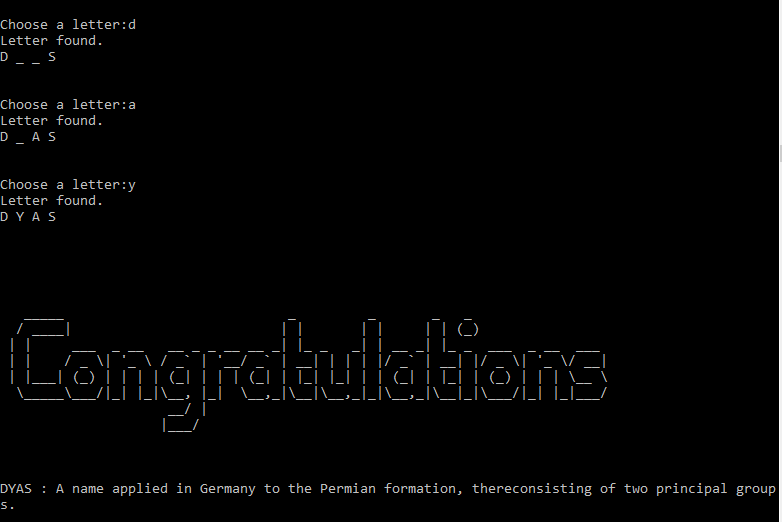 Choose a letter:d
Letter found.
D _ _ S
Choose a letter:a
Letter found.
D _ A S
Choose a letter:y
Letter found.
D Y A S
Congratulations
DYAS : A name applied in Germany to the Permian formation, thereconsisting of two principal group
s.